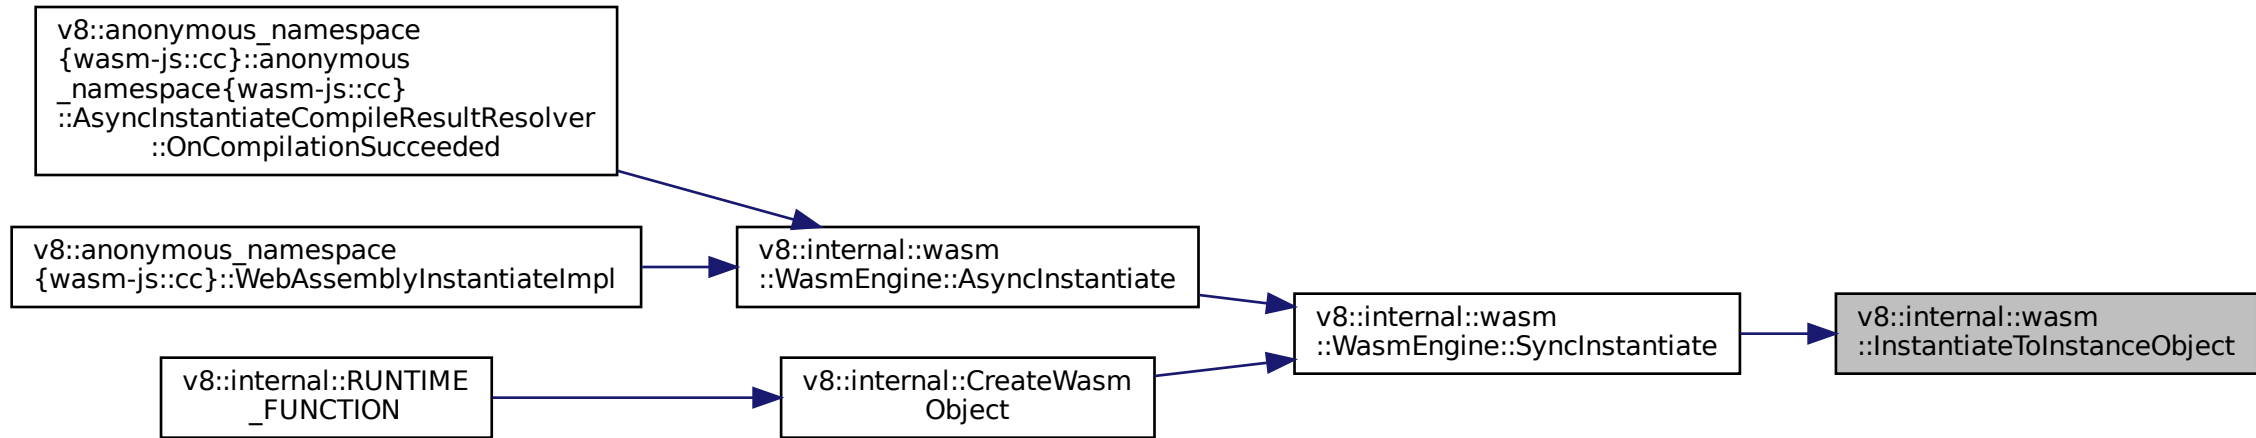 v8::anonymous_namespace
{wasm-js::cc}::anonymous
_namespace{wasm-js::cc}
::AsyncInstantiateCompileResultResolver
::OnCompilationSucceeded
v8::anonymous_namespace
{wasm-js::cc}::WebAssemblyInstantiateImpl
v8::internal::wasm
::WasmEngine::AsyncInstantiate
v8::internal::wasm
::WasmEngine::SyncInstantiate
v8::internal::wasm
::InstantiateToInstanceObject
v8::internal::RUNTIME
_FUNCTION
v8::internal::CreateWasm
Object